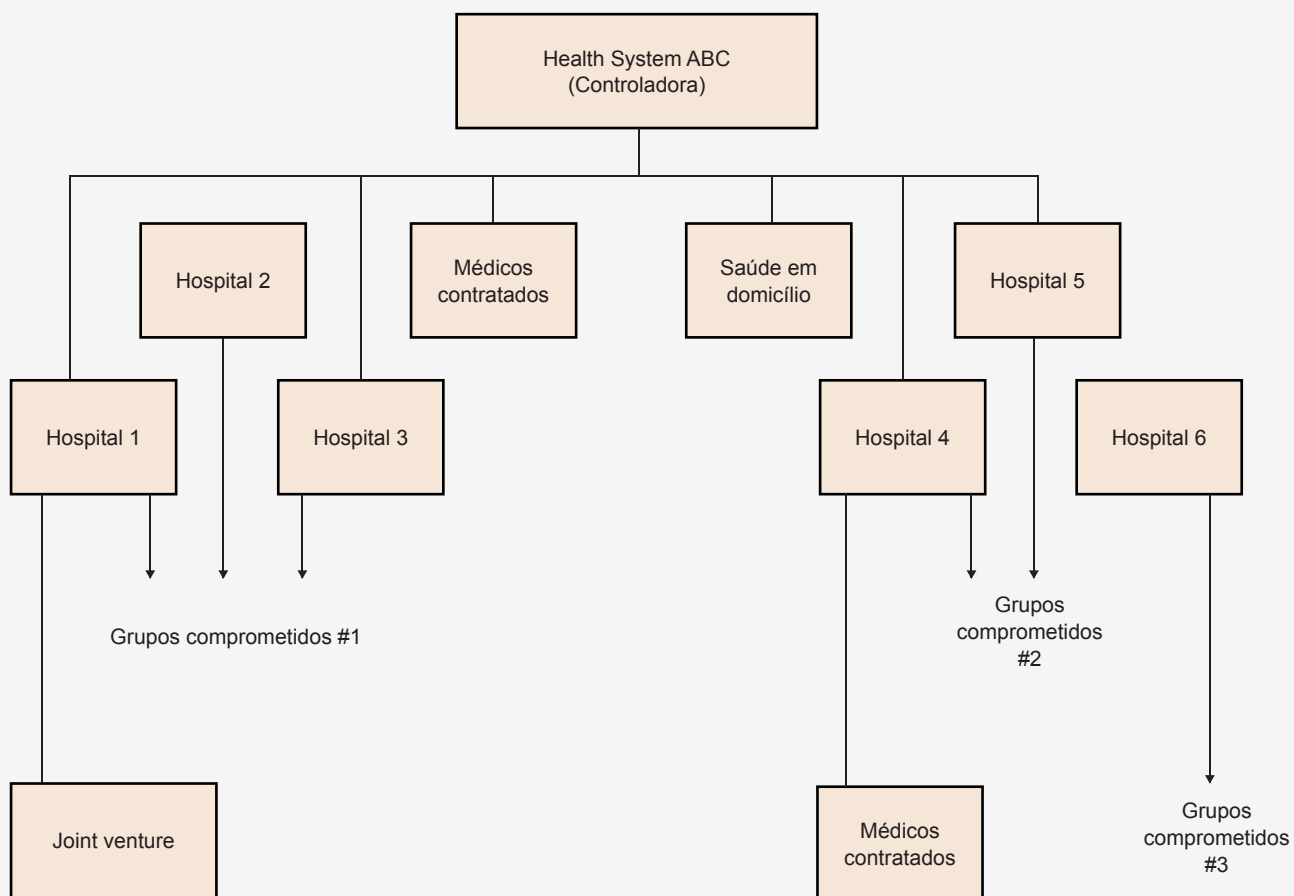 Health System ABC
(Controladora)
Hospital 2
Médicos
contratados
Saúde em
domicílio
Hospital 5
Hospital 1
Hospital 3
Hospital 4
Hospital 6
Grupos comprometidos #1
Grupos
comprometidos
#2
Joint venture
Médicos
contratados
Grupos
comprometidos
#3